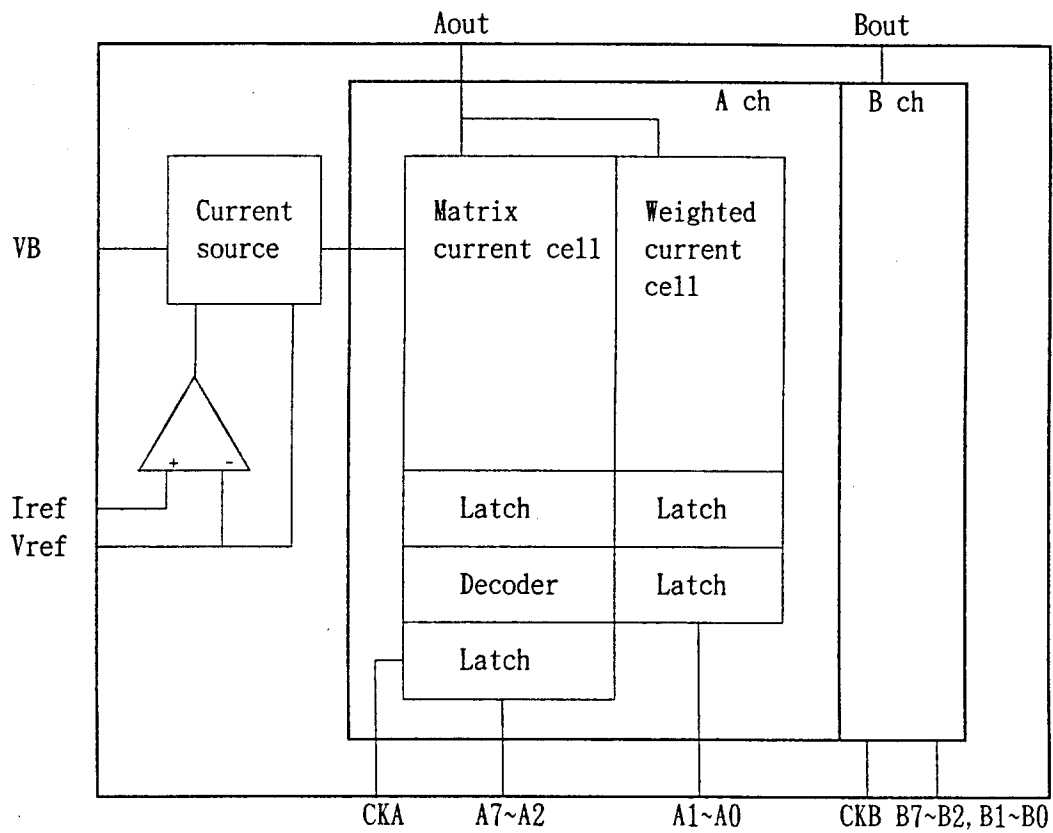 Aout
Bout
A ch
B ch
VB
Current
source
Matrix
current cell
Weighted
current
cell
+
-
Iref
Vref
Latch
Latch
Decoder
Latch
Latch
CKA
A7~A2
A1~A0
CKB
B7~B2, B1~B0